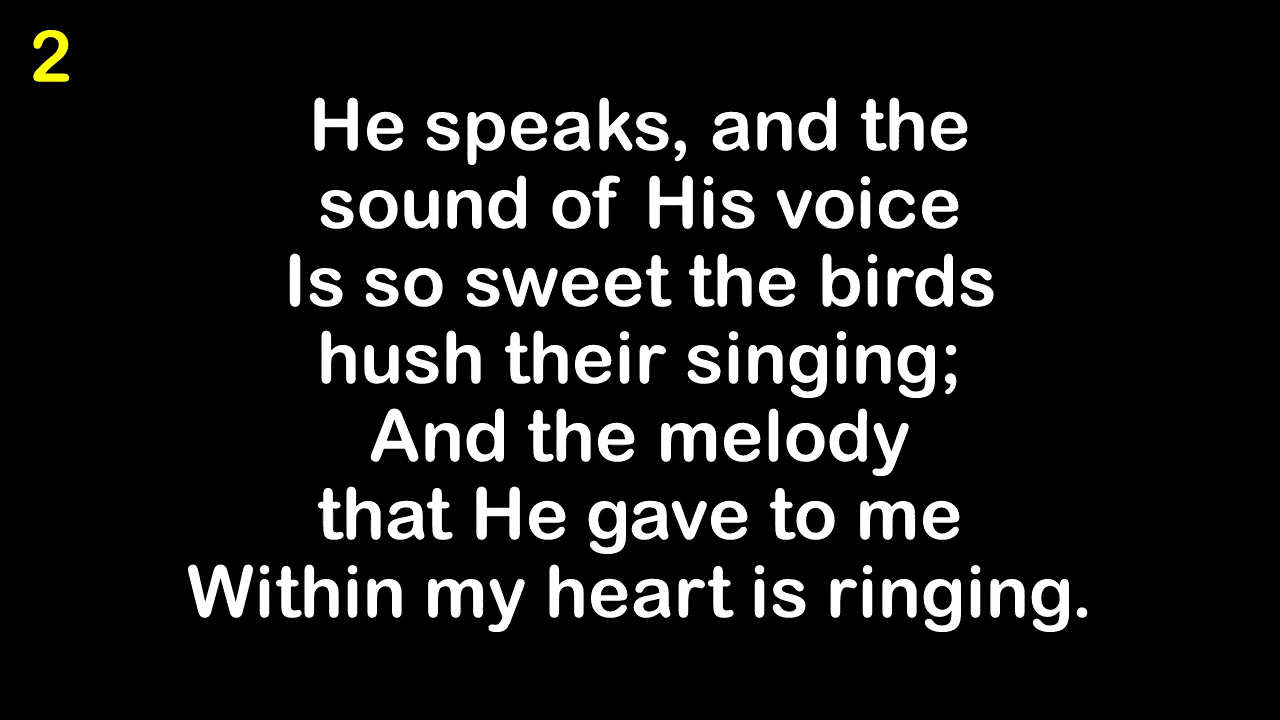 2
He speaks, and the
sound of His voice
Is so sweet the birds
hush their singing;
And the melody
that He gave to me
Within my heart is ringing.